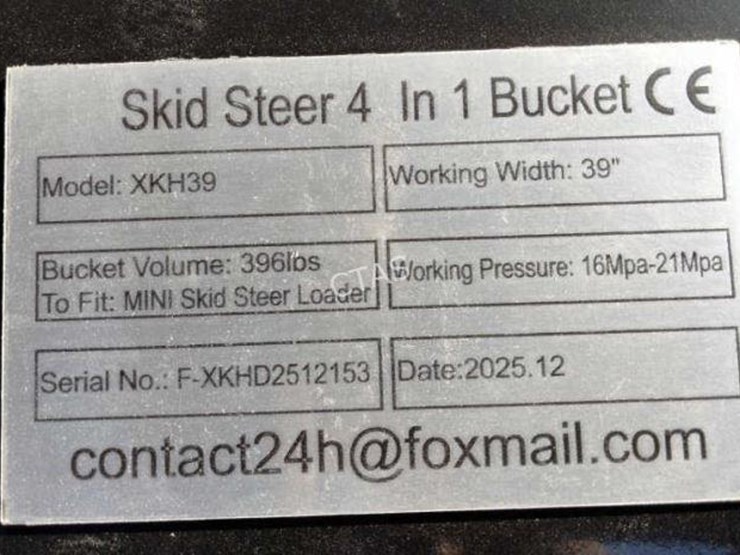 Skid Steer 4 In 1 Bucket CE
Model: XKH39
Working Width: 39"
Bucket Volume: 396lbs
To Fit: MINI Skid Steer Loader
Working Pressure: 16Mpa-21Mpa
Serial No.: F-XKHD2512153
Date:2025.12
contact24h@foxmail.com